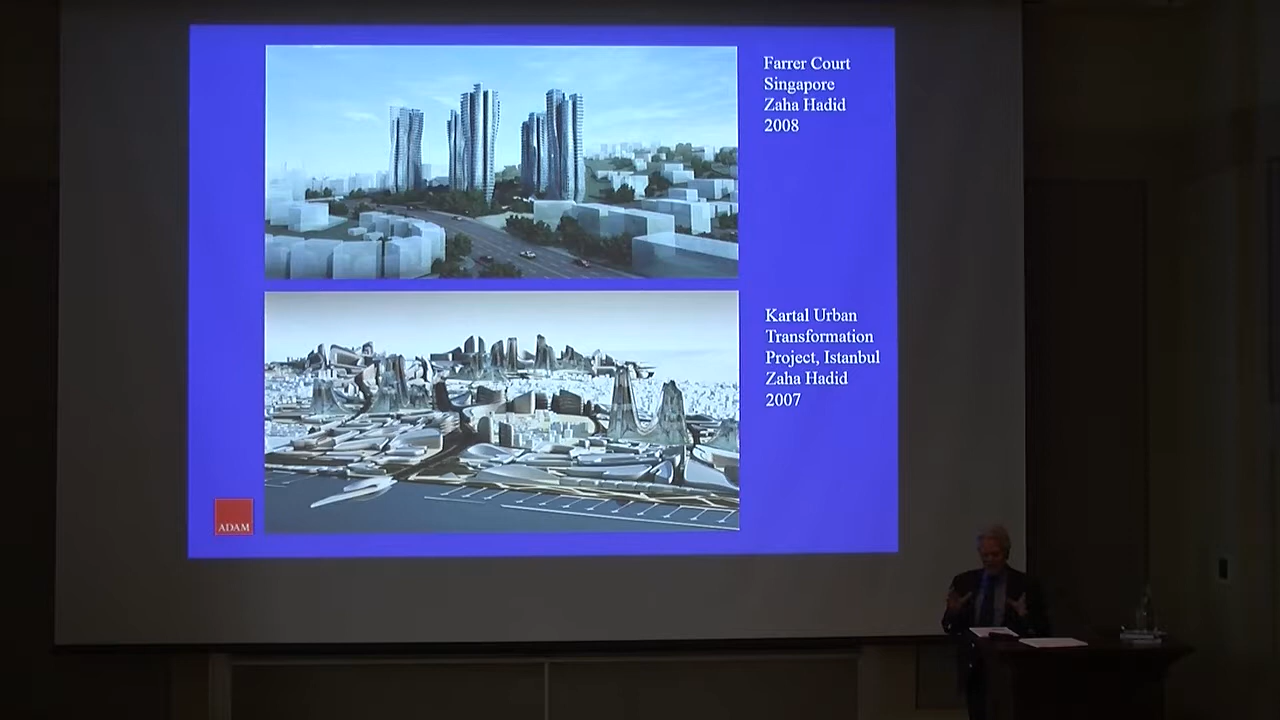 Farrer Court
Singapore
Zaha Hadid
2008
Kartal Urban
Transformation
Project, Istanbul
Zaha Hadid
2007
ADAM